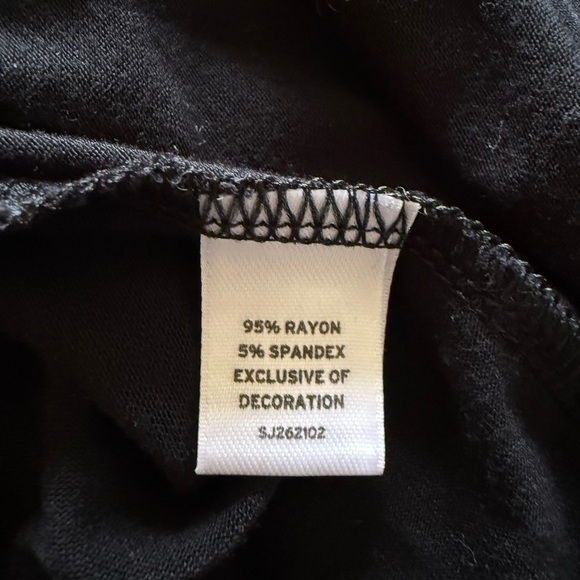 95% RAYON
5% SPANDEX
EXCLUSIVE OF
DECORATION
SJ262102